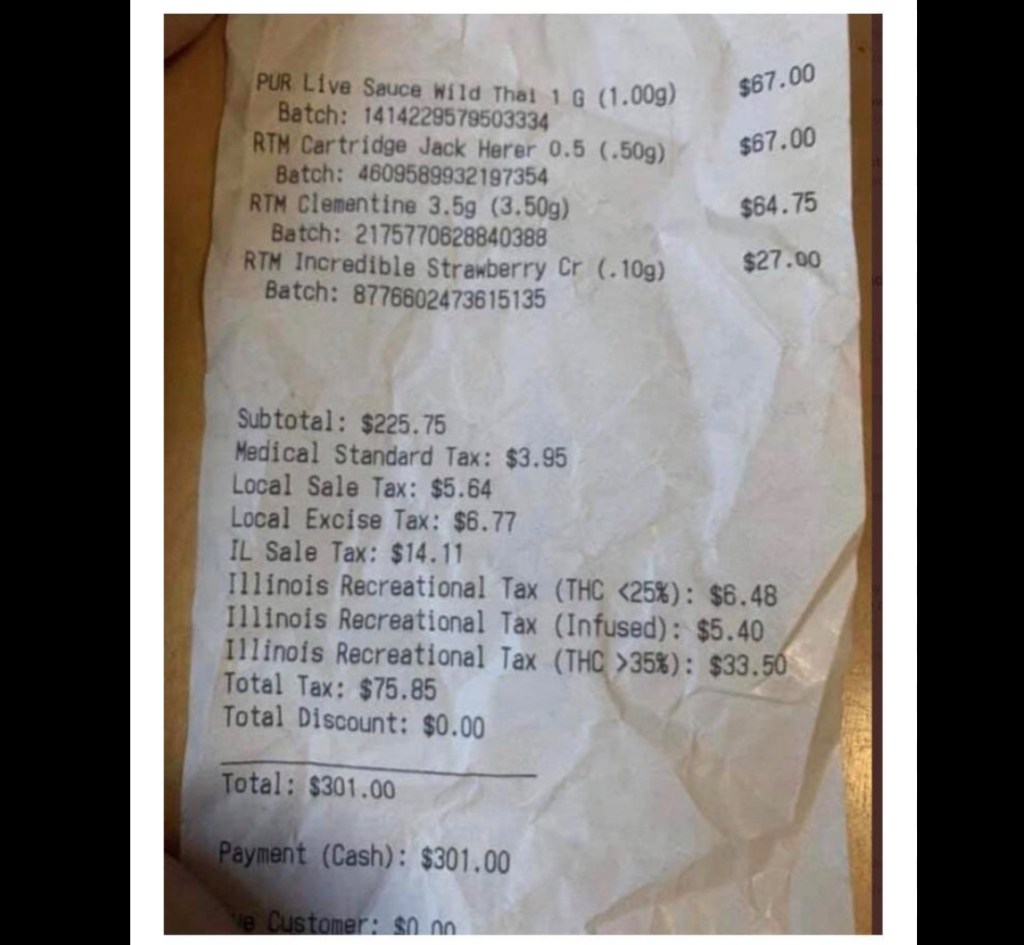 PUR Live Sauce Wild Thai 1 G (1.00g) $67.00
Batch: 1414229579503334
RTM Cartridge Jack Herer 0.5 (.50g) $67.00
Batch: 4609589932197354
RTM Clementine 3.5g (3.50g) $64.75
Batch: 2175770628840388
RTM Incredible Strawberry Cr (.10g) $27.00
Batch: 8776602473615135
Subtotal: $225.75
Medical Standard Tax: $3.95
Local Sale Tax: $5.64
Local Excise Tax: $6.77
IL Sale Tax: $14.11
Illinois Recreational Tax (THC <25%): $6.48
Illinois Recreational Tax (Infused): $5.40
Illinois Recreational Tax (THC >35%): $33.50
Total Tax: $75.85
Total Discount: $0.00
Total: $301.00
Payment (Cash): $301.00
Customer: $0.00